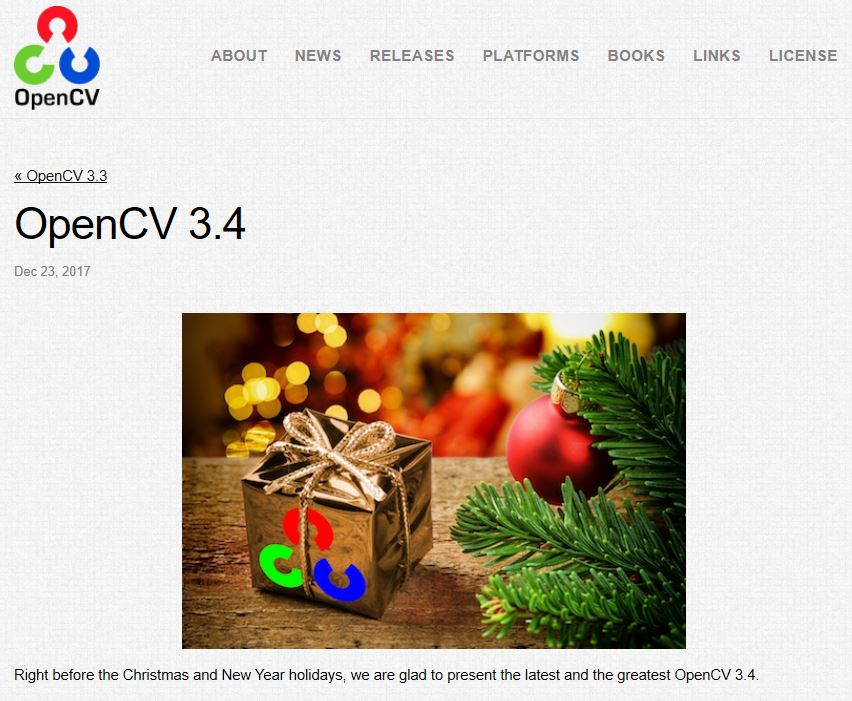 OpenCV
ABOUT NEWS RELEASES PLATFORMS BOOKS LINKS LICENSE
« OpenCV 3.3
OpenCV 3.4
Dec 23, 2017
Right before the Christmas and New Year holidays, we are glad to present the latest and the greatest OpenCV 3.4.